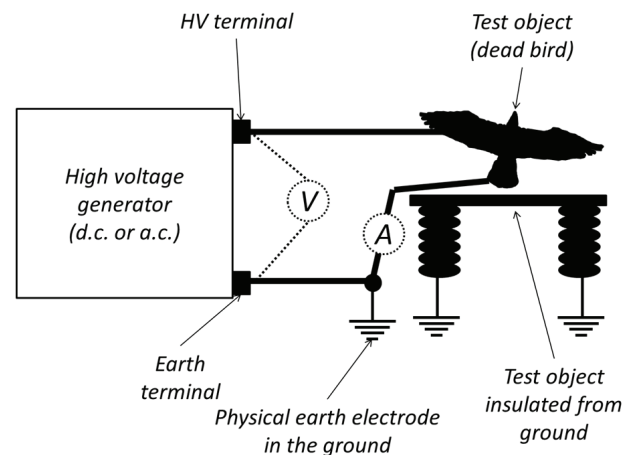 HV terminal
Test object
(dead bird)
High voltage
generator
(d.c. or a.c.)
V
A
Earth
terminal
Physical earth electrode
in the ground
Test object
insulated from
ground